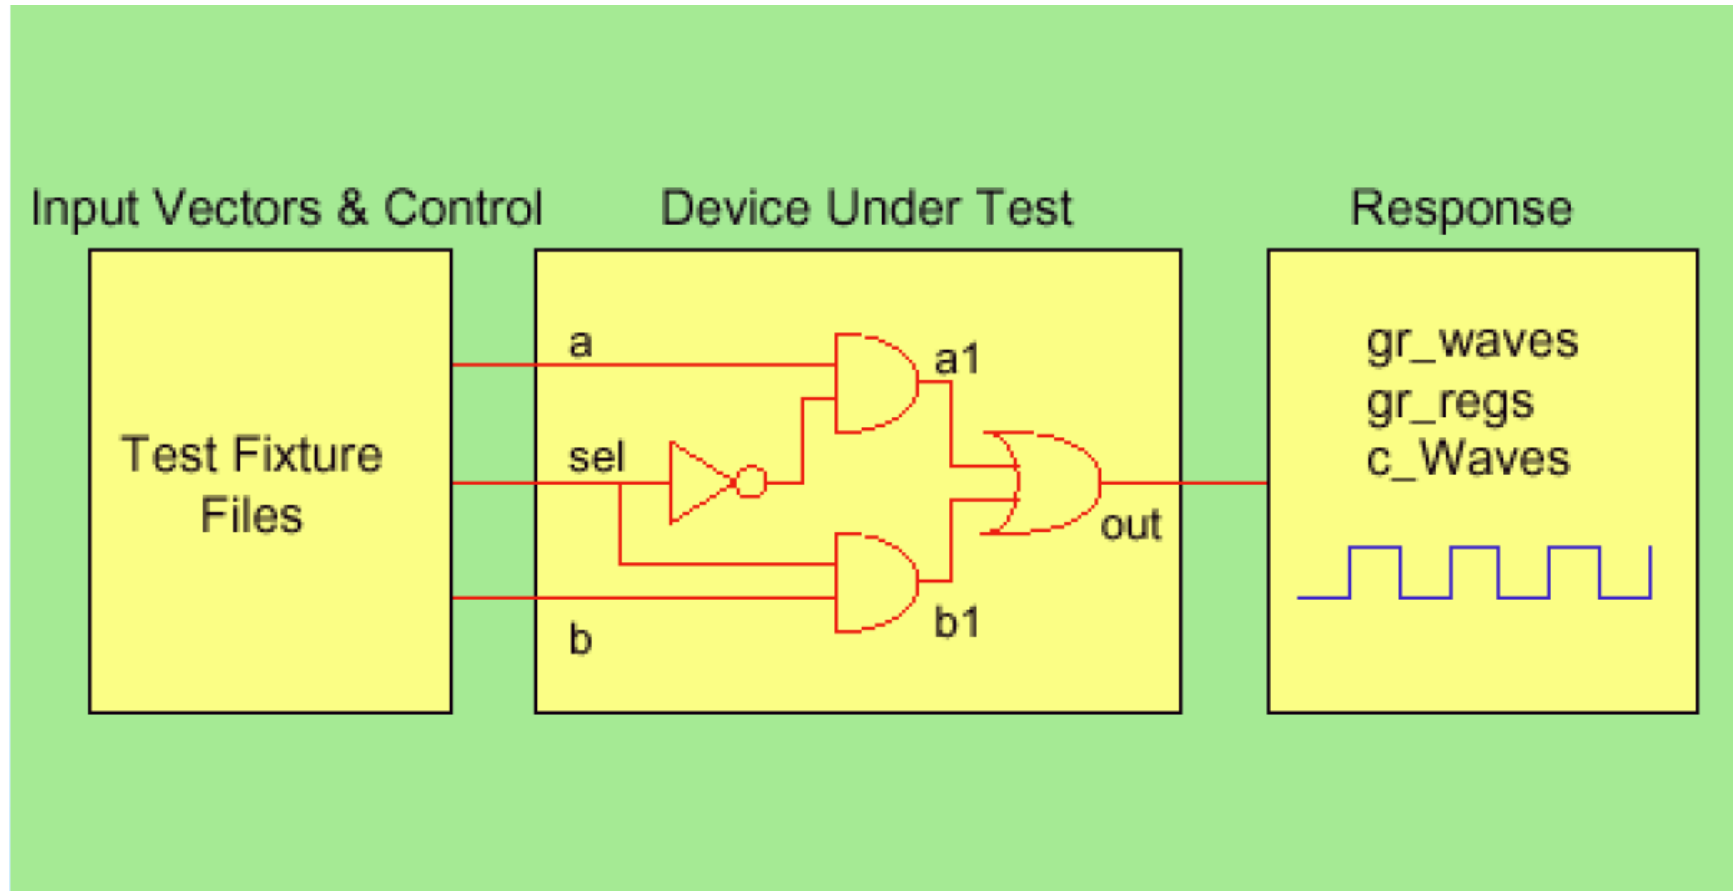 Input Vectors & Control
Device Under Test
Response
Test Fixture
Files
a
sel
b
a1
b1
out
gr_waves
gr_regs
c_Waves